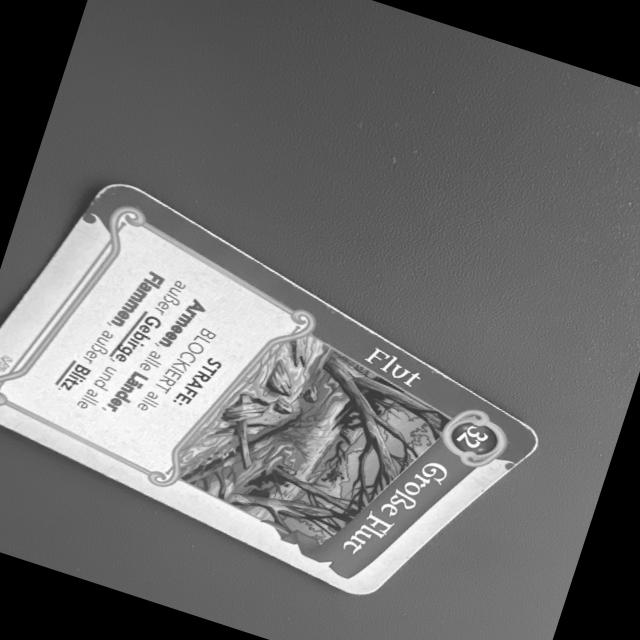 32
Große Flut
Flut
STRAFE:
BLOCKIERT alle
Armeen, alle Länder,
außer Gebirge und alle
Flammen, außer Blitz